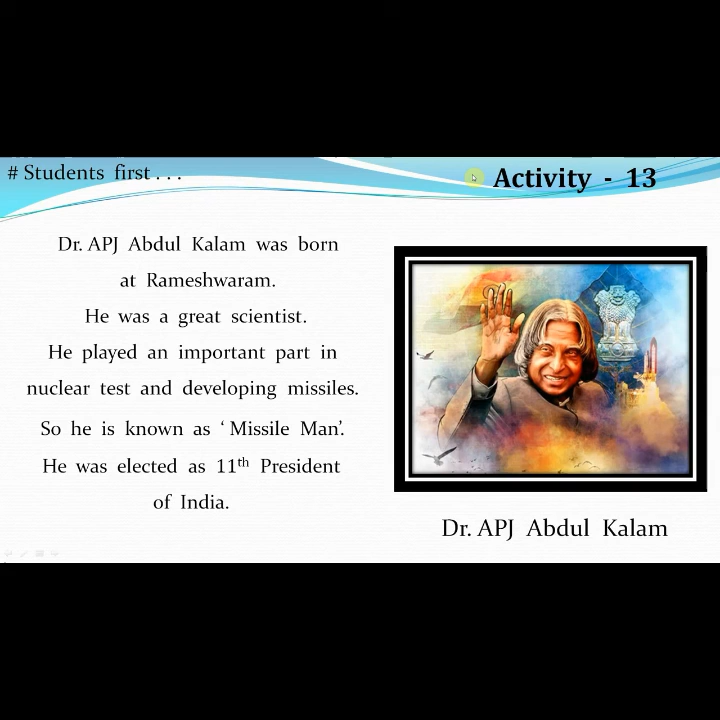 # Students first . . .
Activity - 13
Dr. APJ Abdul Kalam was born
at Rameshwaram.
He was a great scientist.
He played an important part in
nuclear test and developing missiles.
So he is known as ‘ Missile Man’.
He was elected as 11th President
of India.
Dr. APJ Abdul Kalam